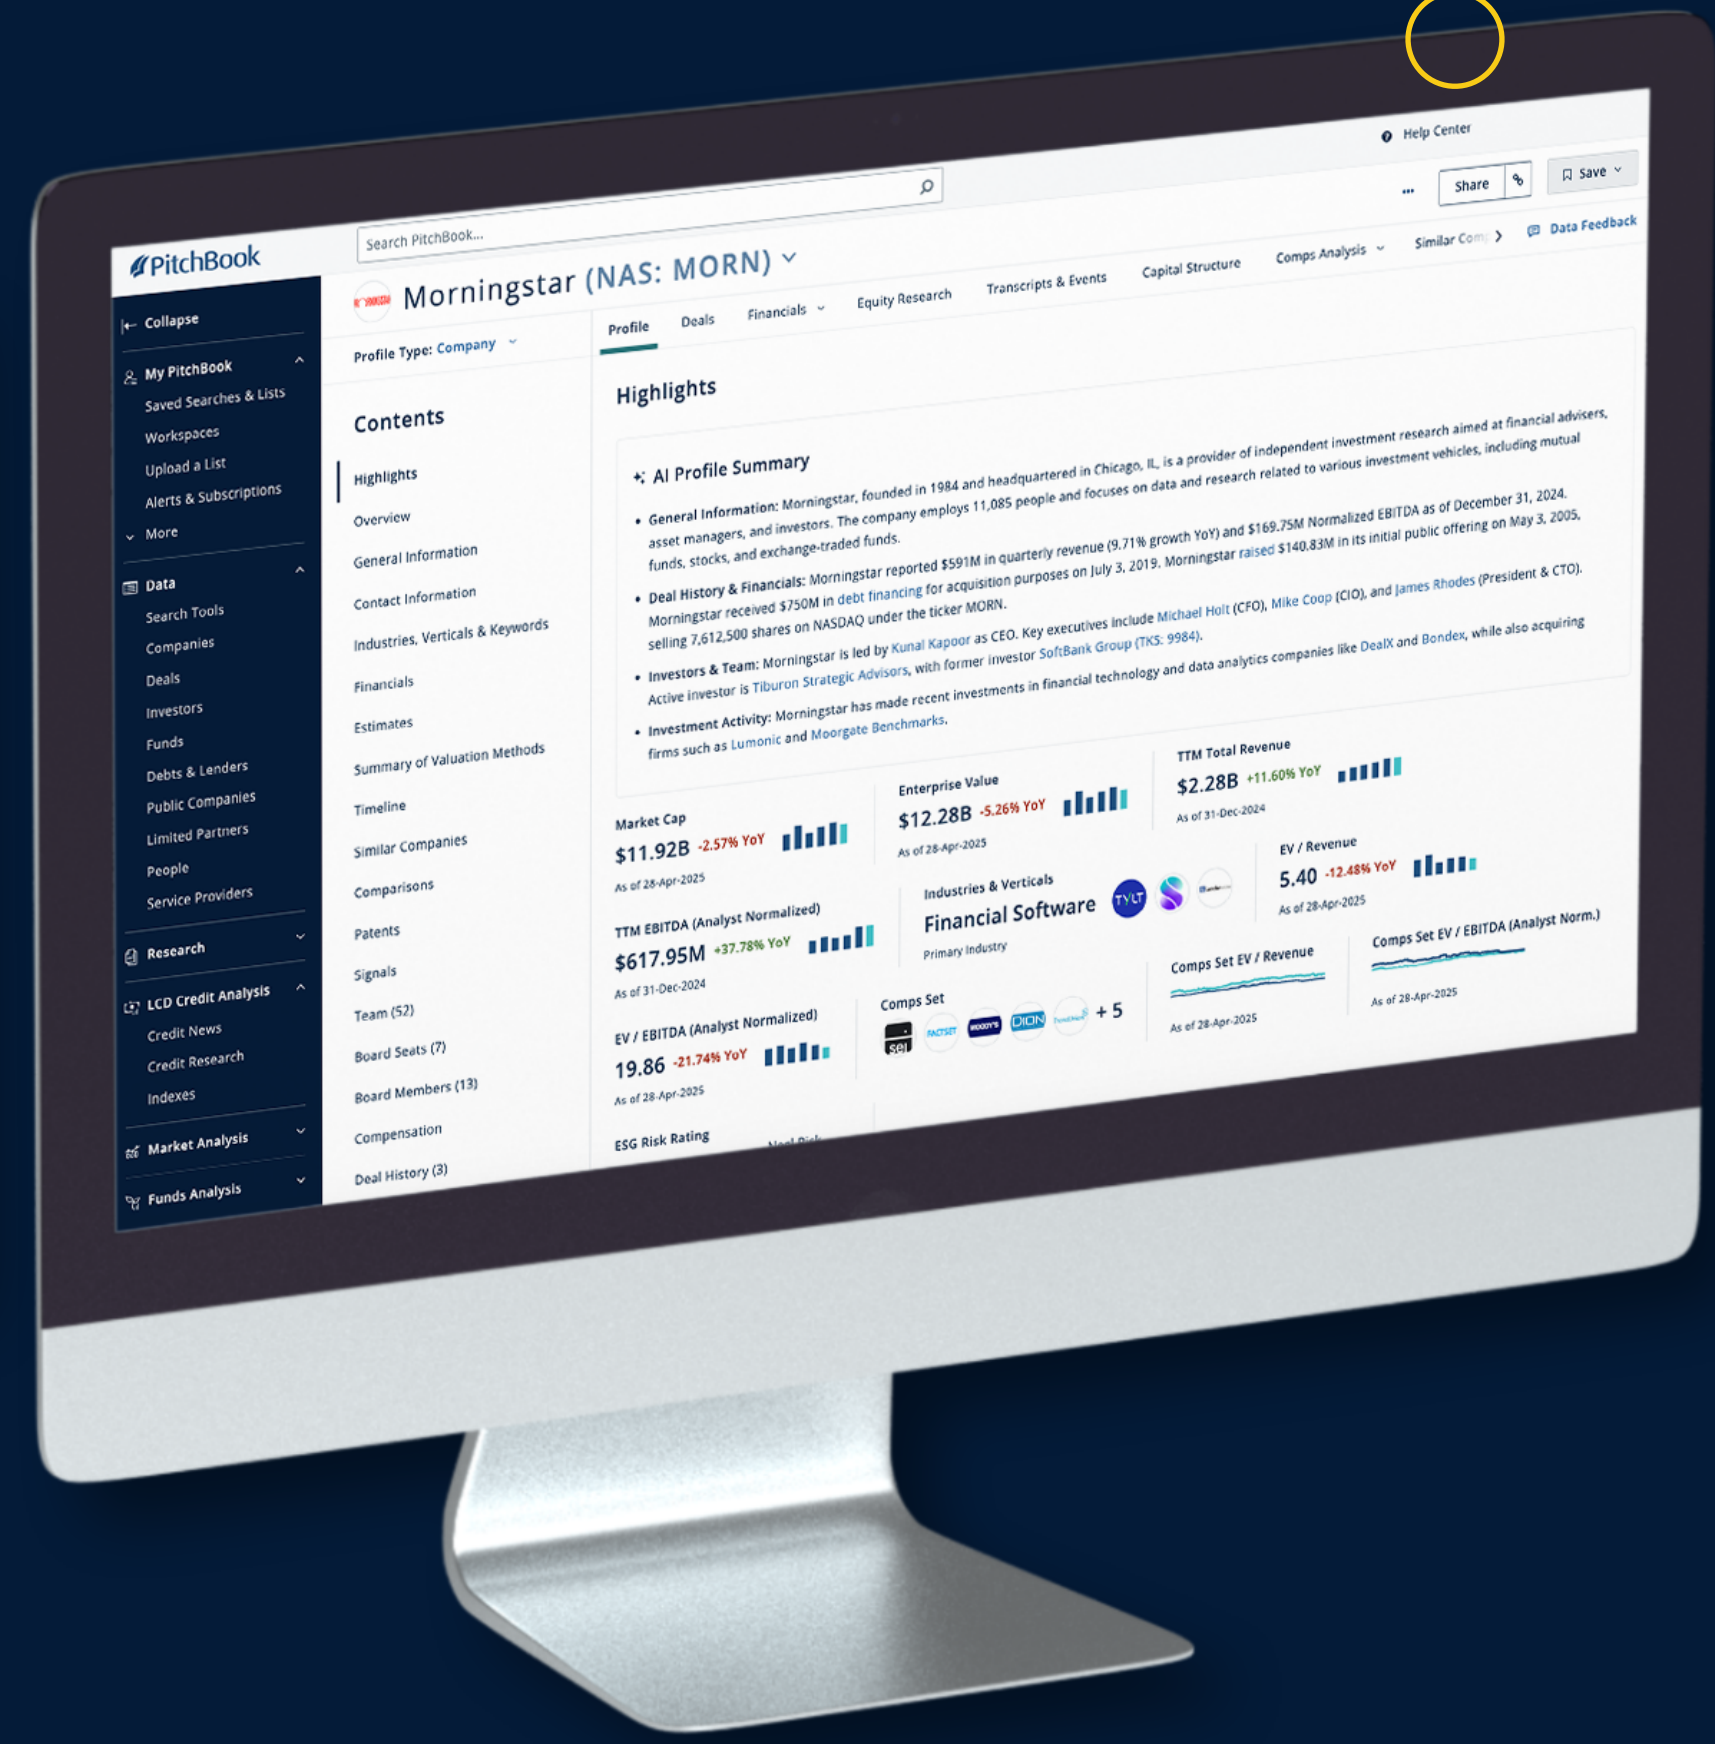 Help Center
PitchBook
Search PitchBook...
Share
Save
Morningstar (NAS: MORN)
Profile Type: Company
Profile
Deals
Financials
Equity Research
Transcripts & Events
Capital Structure
Comps Analysis
Similar Comp
Data Feedback
Collapse
My PitchBook
Saved Searches & Lists
Workspaces
Upload a List
Alerts & Subscriptions
More
Data
Search Tools
Companies
Deals
Investors
Funds
Debts & Lenders
Public Companies
Limited Partners
People
Service Providers
Research
LCD Credit Analysis
Credit News
Credit Research
Indexes
Market Analysis
Funds Analysis
Contents
Highlights
Overview
General Information
Contact Information
Industries, Verticals & Keywords
Financials
Estimates
Summary of Valuation Methods
Timeline
Similar Companies
Comparisons
Patents
Signals
Team (52)
Board Seats (7)
Board Members (13)
Compensation
Deal History (3)
Highlights
AI Profile Summary
• General Information: Morningstar, founded in 1984 and headquartered in Chicago, IL, is a provider of independent investment research aimed at financial advisers,
asset managers, and investors. The company employs 11,085 people and focuses on data and research related to various investment vehicles, including mutual
funds, stocks, and exchange-traded funds.
• Deal History & Financials: Morningstar reported $591M in quarterly revenue (9.71% growth YoY) and $169.75M Normalized EBITDA as of December 31, 2024.
Morningstar received $750M in debt financing for acquisition purposes on July 3, 2019. Morningstar raised $140.83M in its initial public offering on May 3, 2005,
selling 7,612,500 shares on NASDAQ under the ticker MORN.
• Investors & Team: Morningstar is led by Kunal Kapoor as CEO. Key executives include Michael Holt (CFO), Mike Coop (CIO), and James Rhodes (President & CTO).
Active investor is Tiburon Strategic Advisors, with former investor SoftBank Group (TKS: 9984).
• Investment Activity: Morningstar has made recent investments in financial technology and data analytics companies like DealX and Bondex, while also acquiring
firms such as Lumonic and Moorgate Benchmarks.
Market Cap
$11.92B -2.57% YoY
As of 28-Apr-2025
Enterprise Value
$12.28B -5.26% YoY
As of 28-Apr-2025
TTM Total Revenue
$2.28B +11.60% YoY
As of 31-Dec-2024
TTM EBITDA (Analyst Normalized)
$617.95M +37.78% YoY
As of 31-Dec-2024
Industries & Verticals
Financial Software
Primary Industry
TYLT
EV / Revenue
5.40 -12.48% YoY
As of 28-Apr-2025
EV / EBITDA (Analyst Normalized)
19.86 -21.74% YoY
As of 28-Apr-2025
Comps Set
sei
FACTSET
MOODY'S
DION
+ 5
Comps Set EV / Revenue
As of 28-Apr-2025
Comps Set EV / EBITDA (Analyst Norm.)
As of 28-Apr-2025
ESG Risk Rating